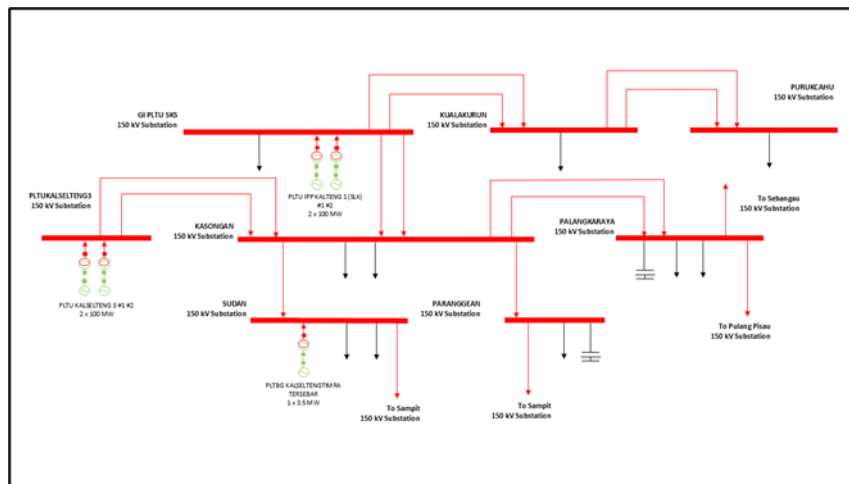 PURUKCAHU
150 kV Substation
GI PLTU SKS
150 kV Substation
KUALAKURUN
150 kV Substation
PLTU IPP KALTENG 1 (SLK)
#1 #2
2 x 100 MW
PLTUKALSELTENG3
150 kV Substation
To Sebangau
150 kV Substation
KASONGAN
150 kV Substation
PALANGKARAYA
150 kV Substation
PLTU KALSELTENG 3 #1 #2
2 x 100 MW
SUDAN
150 kV Substation
PARANGGEAN
150 kV Substation
To Pulang Pisau
150 kV Substation
PLTBG KALSELTENGTIMRA
TERSEBAR
1 x 3.5 MW
To Sampit
150 kV Substation
To Sampit
150 kV Substation